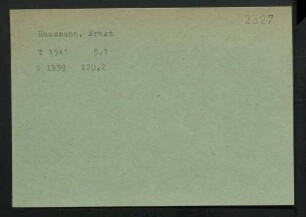 2327
Hausmann, Ernst
T 1941 5,1
S 1939 170,2